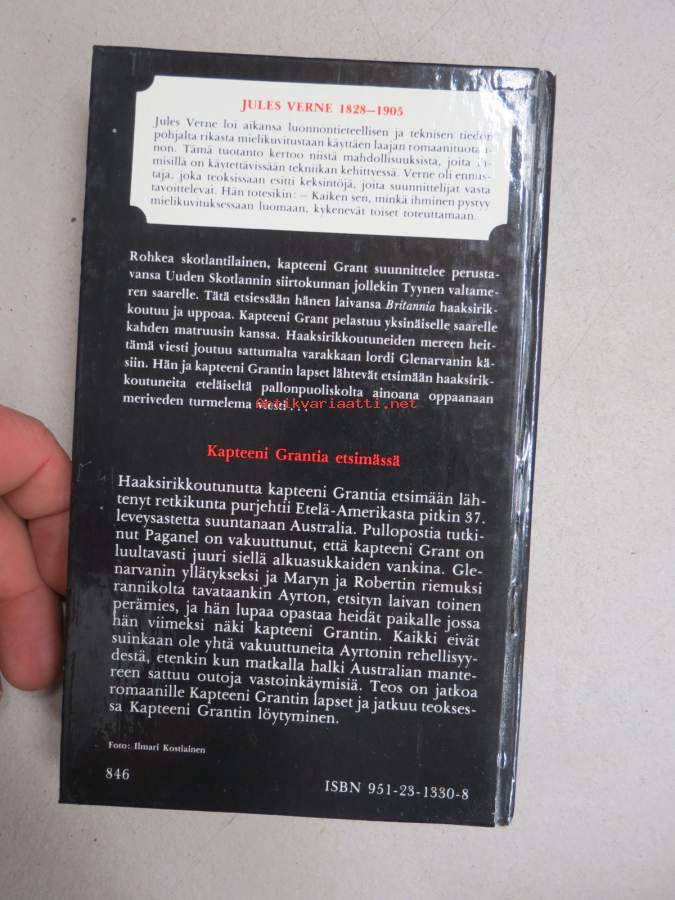 JULES VERNE 1828–1905
Jules Verne loi aikansa luonnontieteellisen ja teknisen tiedon
pohjalta rikasta mielikuvitustaan käyttäen laajan romaanituotan-
non. Tämä tuotanto kertoo niistä mahdollisuuksista, joita
misillä on käytettävissään tekniikan kehittyessä. Verne oli ennus-
taja, joka teoksissaan esitti keksintöjä, joita suunnittelijat vasta
tavoittelevat. Hän totesikin: – Kaiken sen, minkä ihminen pystyy
mielikuvituksessaan luomaan, kykenevät toiset toteuttamaan.
Rohkea skotlantilainen, kapteeni Grant suunnittelee perusta-
vansa Uuden Skotlannin siirtokunnan jollekin Tyynen valtame-
ren saarelle. Tätä etsiessään hänen laivansa Britannia haaksirik-
koutuu ja uppoaa. Kapteeni Grant pelastuu yksinäiselle saarelle
kahden matruusin kanssa. Haaksirikkoutuneiden mereen heit-
tämä viesti joutuu sattumalta varakkaan lordi Glenarvanin kä-
siin. Hän ja kapteeni Grantin lapset lähtevät etsimään haaksirik-
koutuneita eteläiseltä pallonpuoliskolta ainoana oppaanaan
meriveden turmelema viesti . . .
Antikvariaatti.net
Kapteeni Grantia etsimässä
Haaksirikkoutunutta kapteeni Grantia etsimään läh-
tenyt retkikunta purjehtii Etelä-Amerikasta pitkin 37.
leveysastetta suuntanaan Australia. Pullopostia tutki-
nut Paganel on vakuuttunut, että kapteeni Grant on
luultavasti juuri siellä alkuasukkaiden vankina. Gle-
narvanin yllätykseksi ja Maryn ja Robertin riemuksi
rannikolta tavataankin Ayrton, etsityn laivan toinen
perämies, ja hän lupaa opastaa heidät paikalle jossa
hän viimeksi näki kapteeni Grantin. Kaikki eivät
suinkaan ole yhtä vakuuttuneita Ayrtonin rehellisyy-
destä, etenkin kun matkalla halki Australian mante-
reen sattuu outoja vastoinkäymisiä. Teos on jatkoa
romaanille Kapteeni Grantin lapset ja jatkuu teokses-
sa Kapteeni Grantin löytyminen.
Foto: Ilmari Kostiainen
846
ISBN 951-23-1330-8